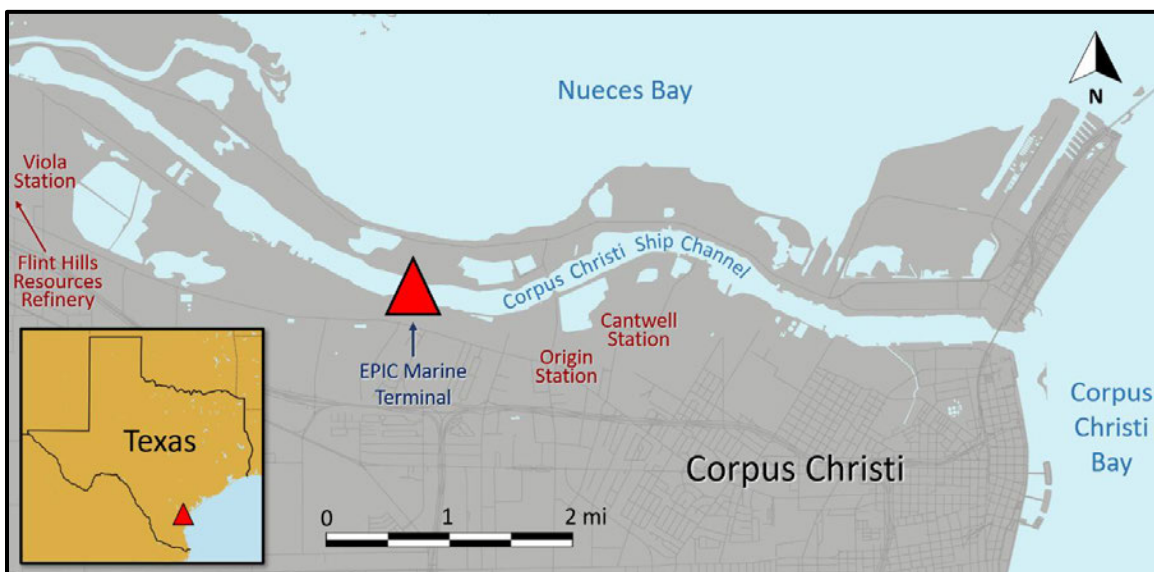 Nueces Bay
N
Viola
Station
Flint Hills
Resources
Refinery
Corpus Christi Ship Channel
Cantwell
Station
Origin
Station
EPIC Marine
Terminal
Corpus
Christi
Bay
Texas
Corpus Christi
0 1 2 mi